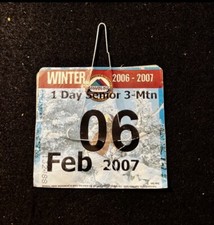 WINTER 2006 - 2007
1 Day Senior 3-Mtn
06
Feb 2007